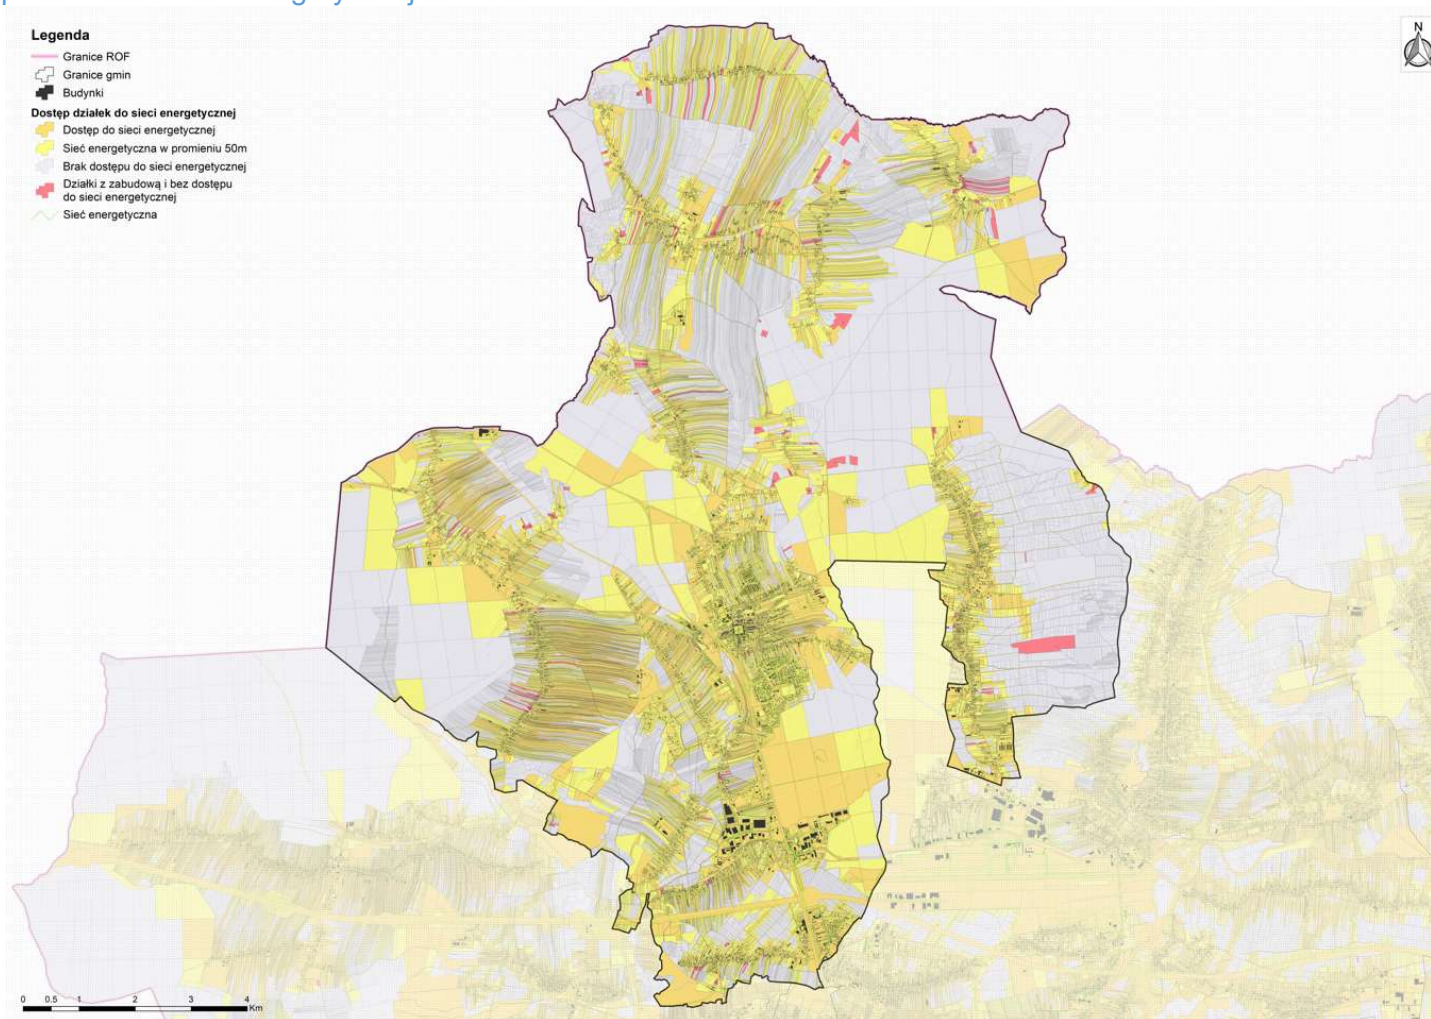 Legenda
N
Granice ROF
Granice gmin
Budynki
Dostęp działek do sieci energetycznej
Dostęp do sieci energetycznej
Sieć energetyczna w promieniu 50m
Brak dostępu do sieci energetycznej
Działki z zabudową i bez dostępu
do sieci energetycznej
Sieć energetyczna
0 0.5 1 2 3 4
Km